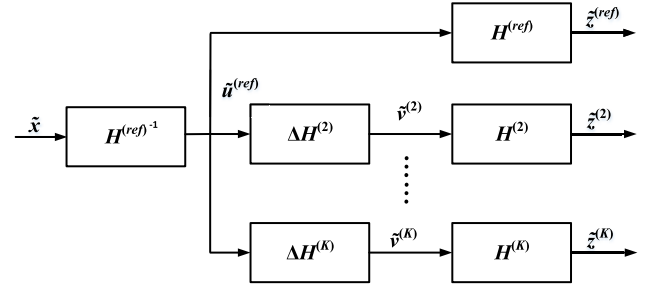 H^(ref)
z̃^(ref)
ũ^(ref)
x̃
H^(ref)^-1
ΔH^(2)
ṽ^(2)
H^(2)
z̃^(2)
ΔH^(K)
ṽ^(K)
H^(K)
z̃^(K)